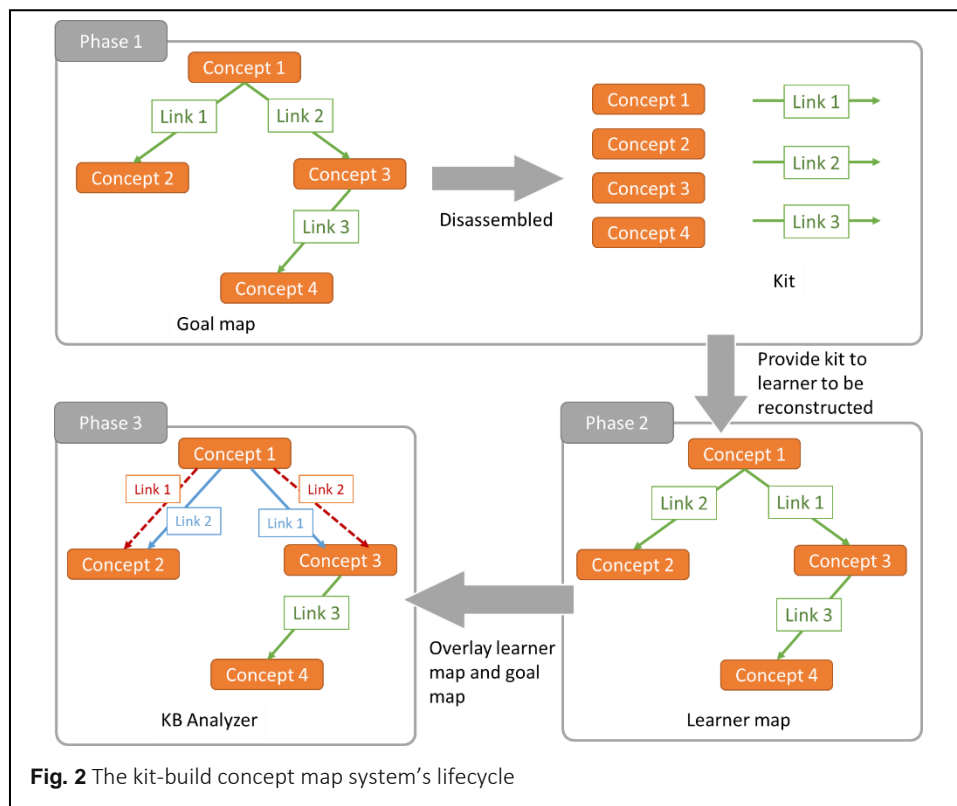 Phase 1
Concept 1
Link 1
Link 2
Concept 2
Concept 3
Link 3
Concept 4
Goal map
Disassembled
Concept 1
Concept 2
Concept 3
Concept 4
Link 1
Link 2
Link 3
Kit
Provide kit to
learner to be
reconstructed
Phase 2
Concept 1
Link 2
Link 1
Concept 2
Concept 3
Link 3
Concept 4
Learner map
Overlay learner
map and goal
map
Phase 3
Concept 1
Link 1
Link 2
Link 2
Link 1
Concept 2
Concept 3
Link 3
Concept 4
KB Analyzer
Fig. 2 The kit-build concept map system’s lifecycle